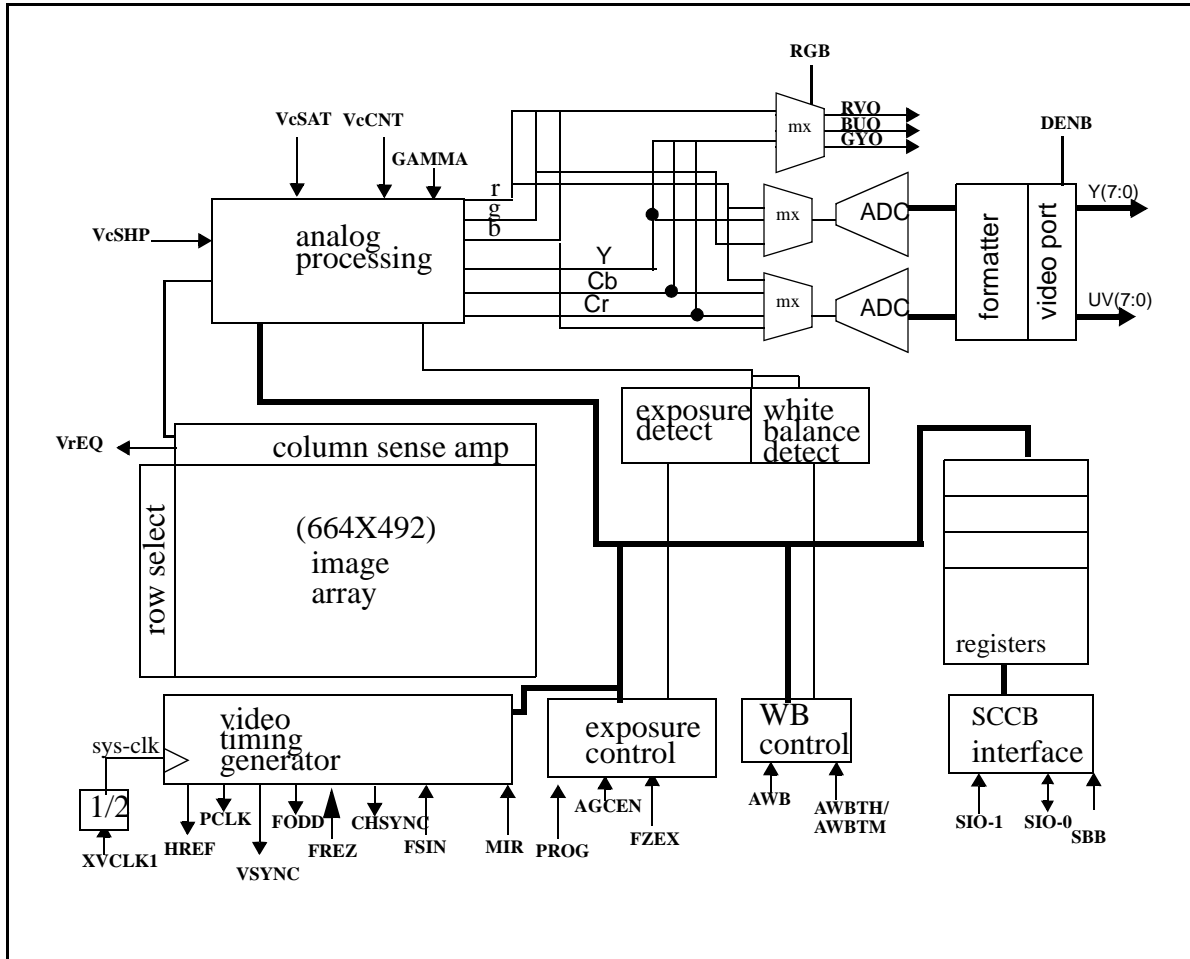 RGB
VcSAT
VcCNT
GAMMA
RVO
BUO
GYO
mx
DENB
r
g
b
VcSHP
analog
processing
Y
Cb
Cr
mx
ADC
mx
ADC
formatter
video port
Y(7:0)
UV(7:0)
exposure
detect
white
balance
detect
VrEQ
column sense amp
row select
(664X492)
image
array
registers
sys-clk
video
timing
generator
exposure
control
WB
control
SCCB
interface
1/2
XVCLK1
HREF
PCLK
VSYNC
FODD
FREZ
CHSYNC
FSIN
MIR
PROG
AGCEN
FZEX
AWB
AWBTH/
AWBTM
SIO-1
SIO-0
SBB